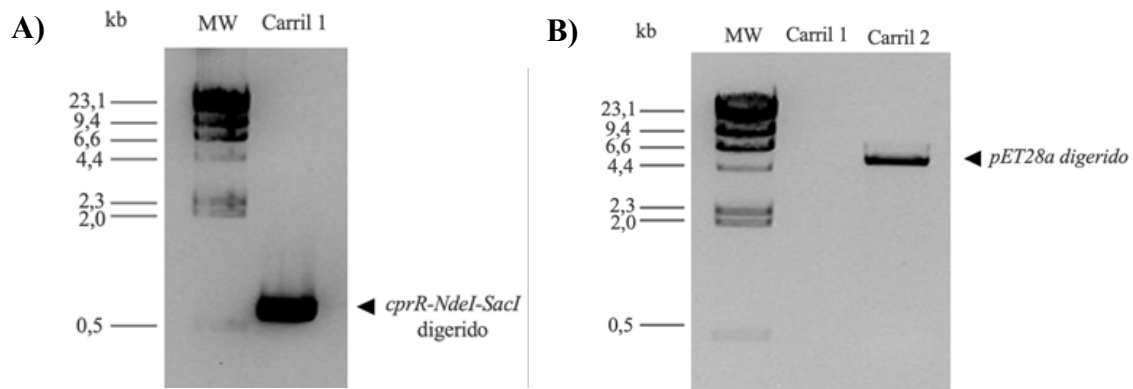 A)
kb
MW Carril 1
23,1
9,4
6,6
4,4
2,3
2,0
0,5
cprR-NdeI-SacI
digerido
B)
kb
MW Carril 1 Carril 2
23,1
9,4
6,6
4,4
2,3
2,0
0,5
pET28a digerido